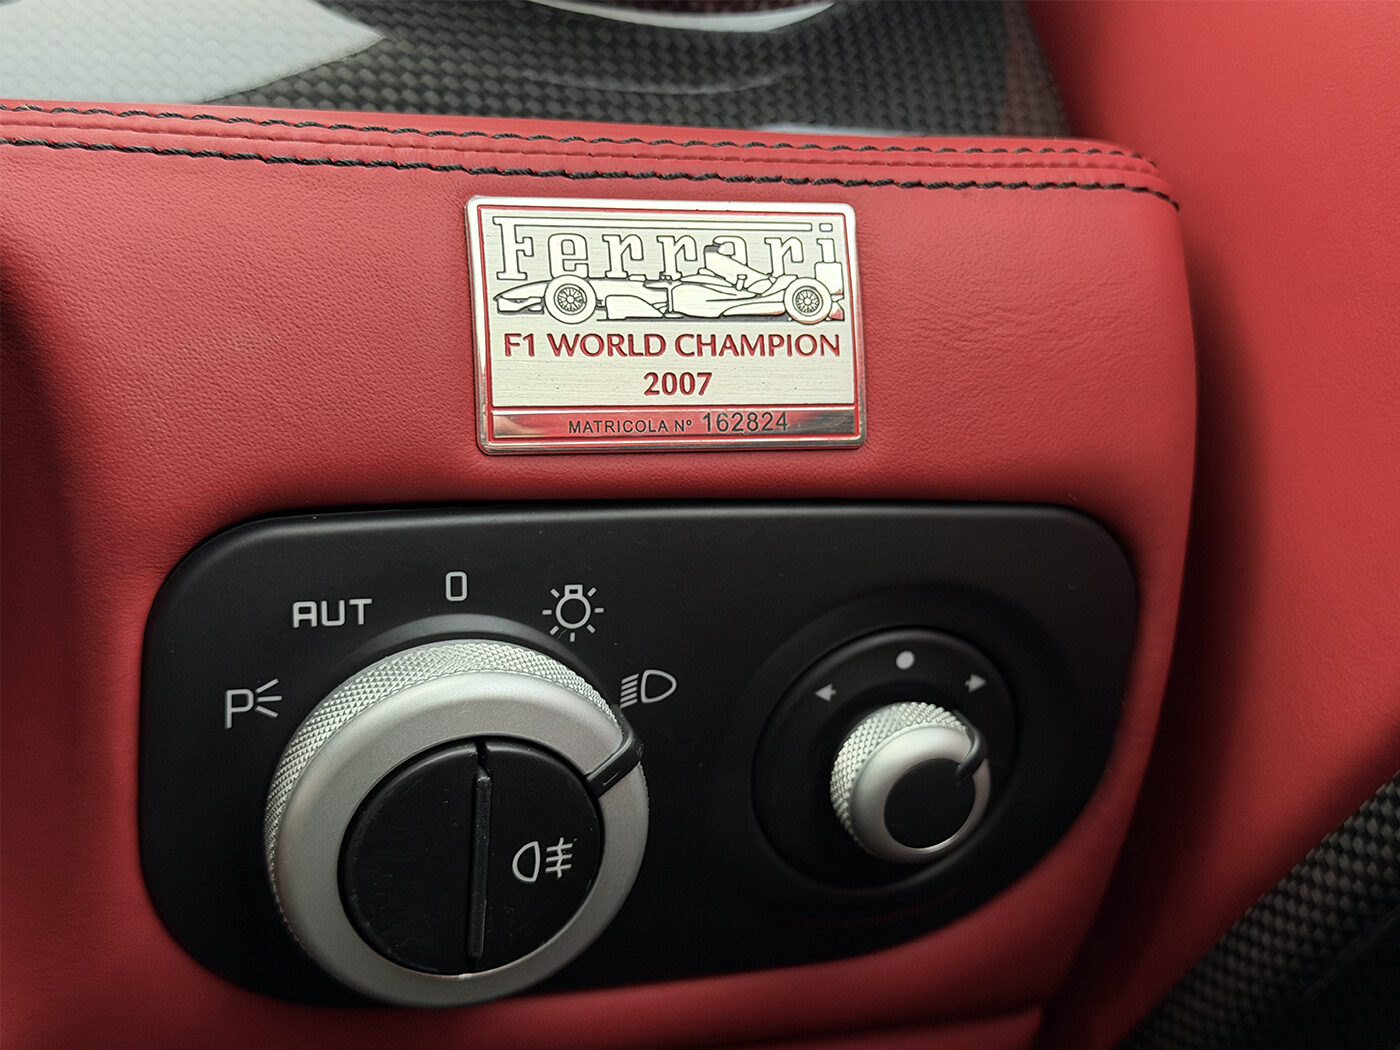 Ferrari
F1 WORLD CHAMPION
2007
MATRICOLA Nº 162824
0
AUT
P